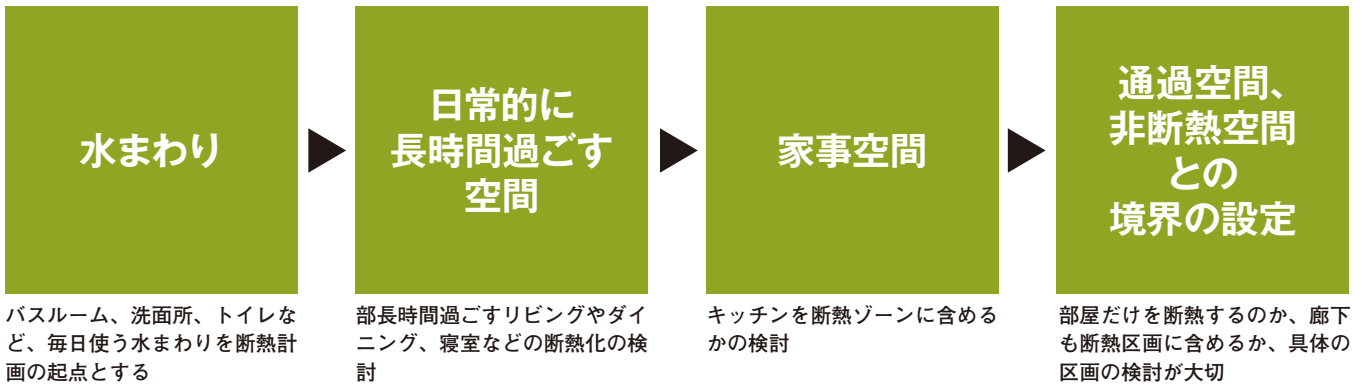 水まわり
バスルーム、洗面所、トイレな
ど、毎日使う水まわりを断熱計
画の起点とする
日常的に
長時間過ごす
空間
部長時間過ごすリビングやダイ
ニング、寝室などの断熱化の検
討
家事空間
キッチンを断熱ゾーンに含める
かの検討
通過空間、
非断熱空間
との
境界の設定
部屋だけを断熱するのか、廊下
も断熱区画に含めるか、具体の
区画の検討が大切